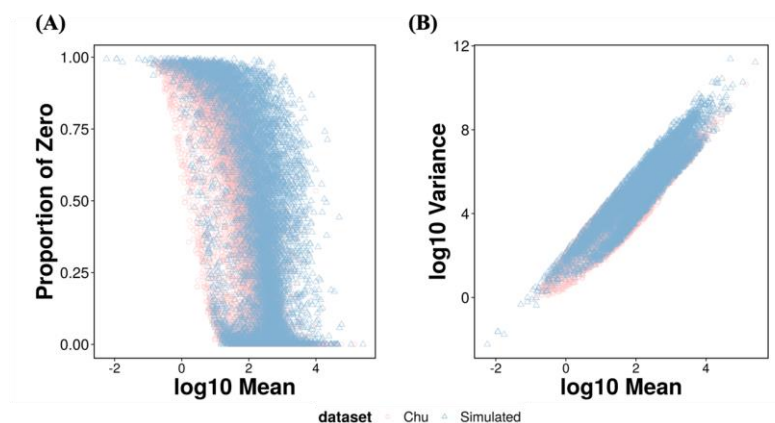 (A)
(B)
1.00
0.75
0.50
0.25
0.00
Proportion of Zero
-2 0 2 4
log10 Mean
12
8
4
0
log10 Variance
-2 0 2 4
log10 Mean
dataset Chu Simulated